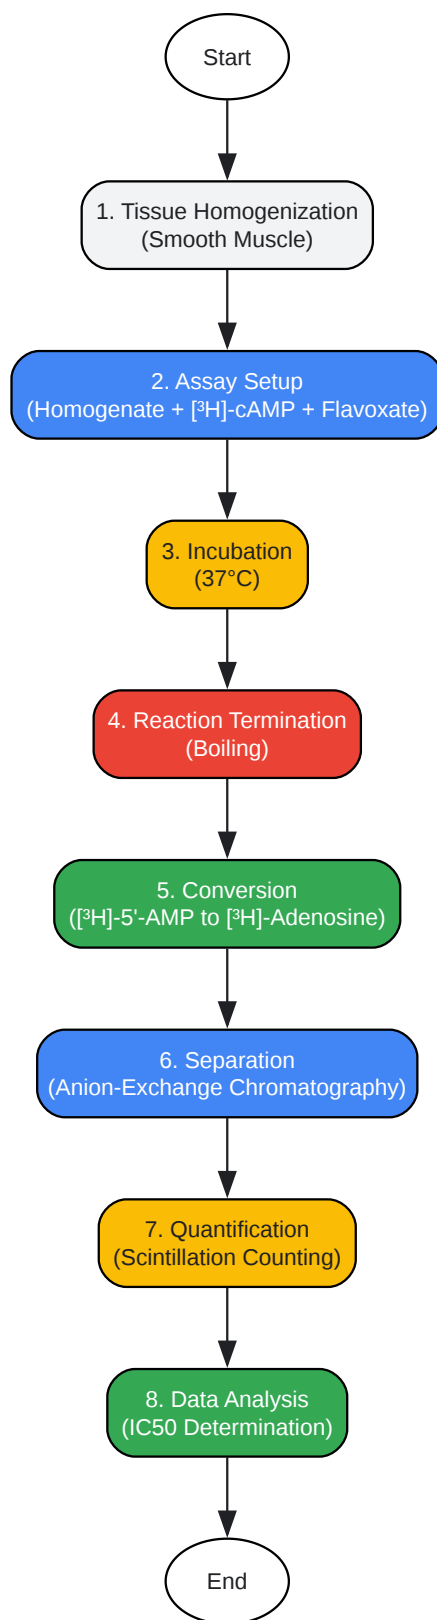 Start
1. Tissue Homogenization
(Smooth Muscle)
2. Assay Setup
(Homogenate + [³H]-cAMP + Flavoxate)
3. Incubation
(37°C)
4. Reaction Termination
(Boiling)
5. Conversion
([³H]-5'-AMP to [³H]-Adenosine)
6. Separation
(Anion-Exchange Chromatography)
7. Quantification
(Scintillation Counting)
8. Data Analysis
(IC50 Determination)
End